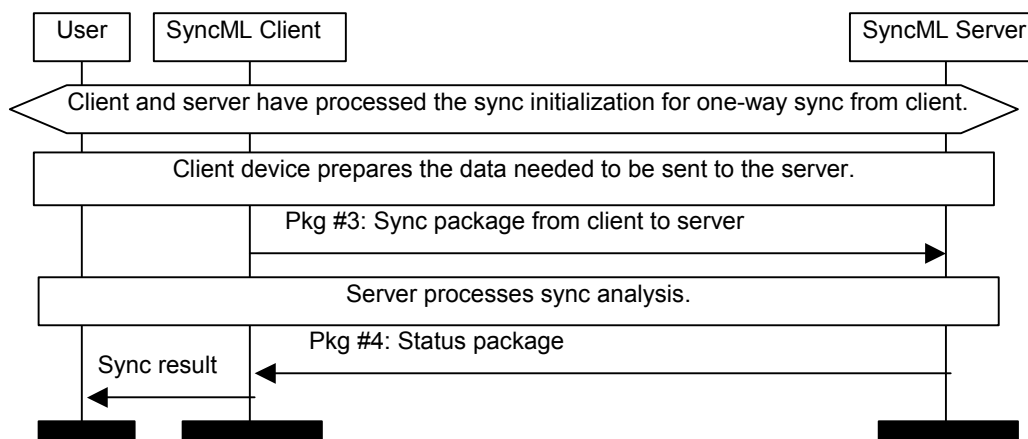 User
SyncML Client
SyncML Server
Client and server have processed the sync initialization for one-way sync from client.
Client device prepares the data needed to be sent to the server.
Pkg #3: Sync package from client to server
Server processes sync analysis.
Pkg #4: Status package
Sync result